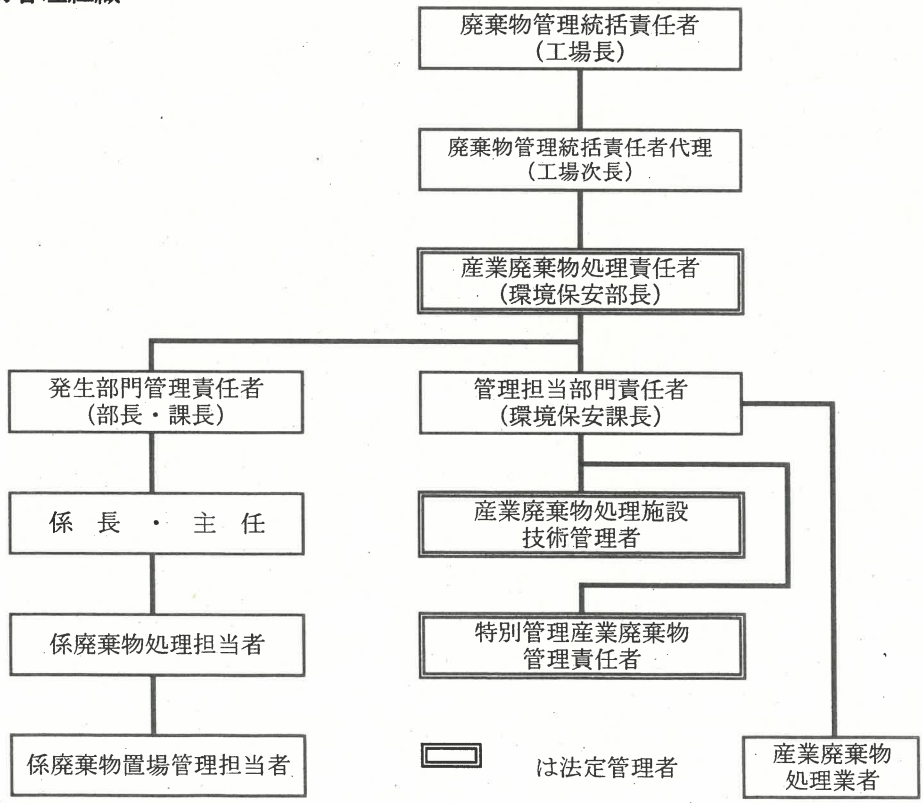 管理組織
廃棄物管理統括責任者
(工場長)
廃棄物管理統括責任者代理
(工場次長)
産業廃棄物処理責任者
(環境保安部長)
発生部門管理責任者
(部長・課長)
管理担当部門責任者
(環境保安課長)
係 長 ・ 主 任
産業廃棄物処理施設
技術管理者
係廃棄物処理担当者
特別管理産業廃棄物
管理責任者
係廃棄物置場管理担当者
は法定管理者
産業廃棄物
処理業者